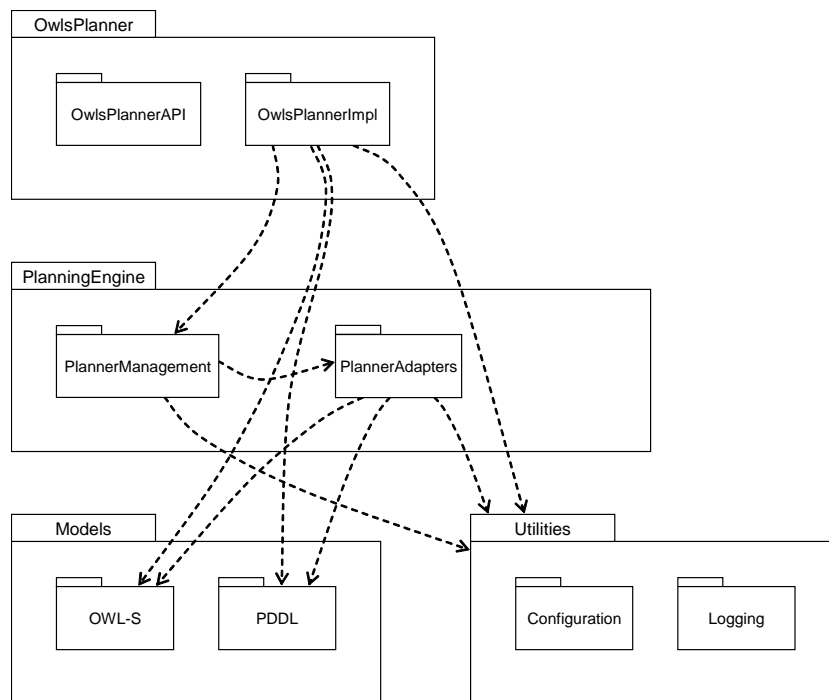 OwlsPlanner
OwlsPlannerAPI
OwlsPlannerImpl
PlanningEngine
PlannerManagement
PlannerAdapters
Models
Utilities
OWL-S
PDDL
Configuration
Logging